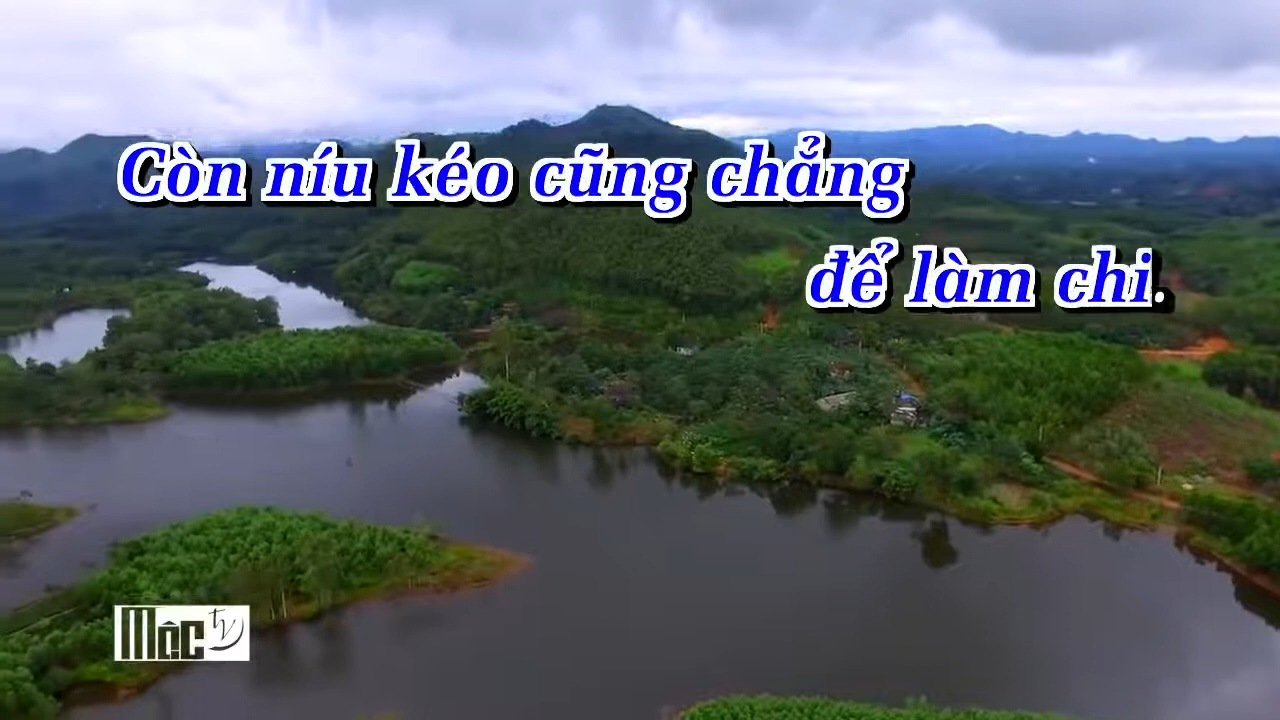 Còn níu kéo cũng chẳng
để làm chi.
Mộc tv